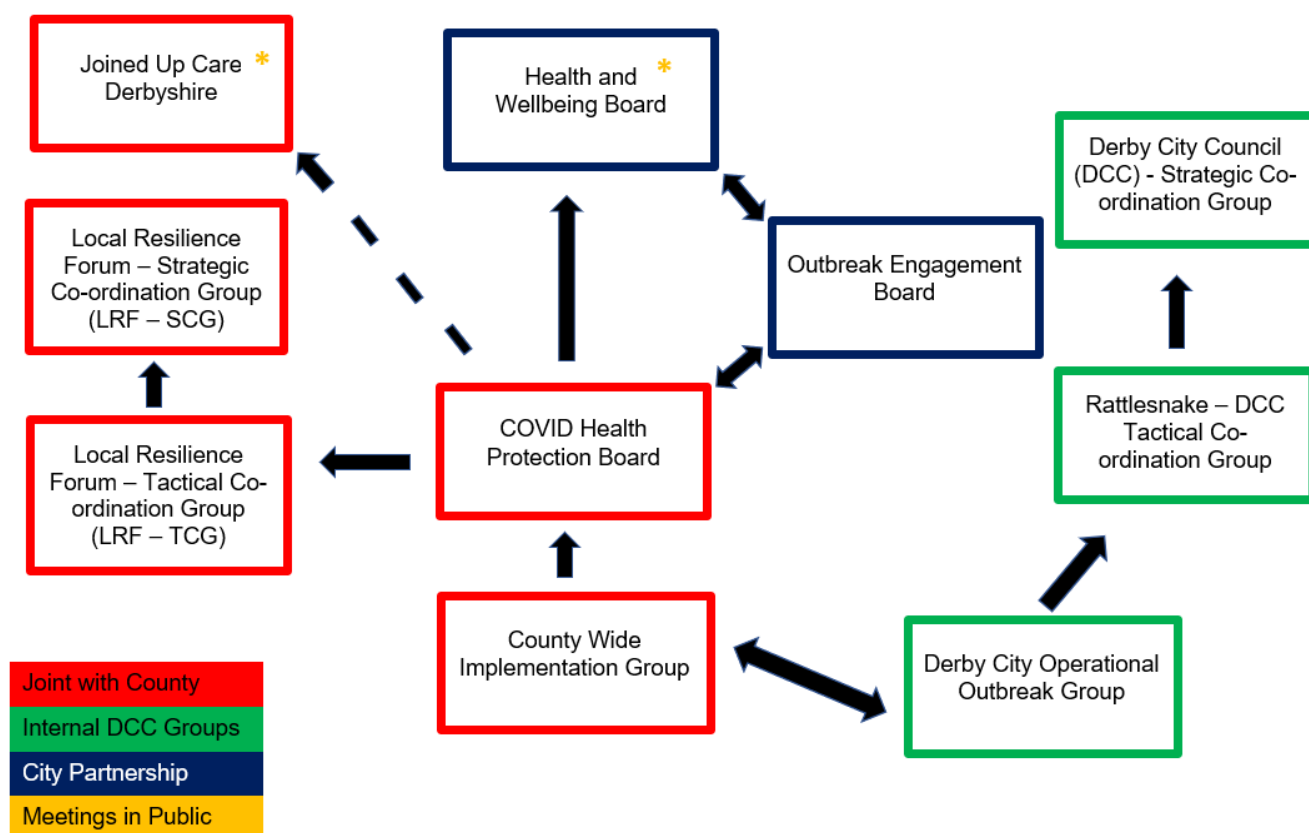 Joined Up Care *
Derbyshire
Health and *
Wellbeing Board
Derby City Council
(DCC) - Strategic Co-
ordination Group
Local Resilience
Forum – Strategic
Co-ordination Group
(LRF – SCG)
Outbreak Engagement
Board
Local Resilience
Forum – Tactical Co-
ordination Group
(LRF – TCG)
COVID Health
Protection Board
Rattlesnake – DCC
Tactical Co-
ordination Group
County Wide
Implementation Group
Derby City Operational
Outbreak Group
Joint with County
Internal DCC Groups
City Partnership
Meetings in Public